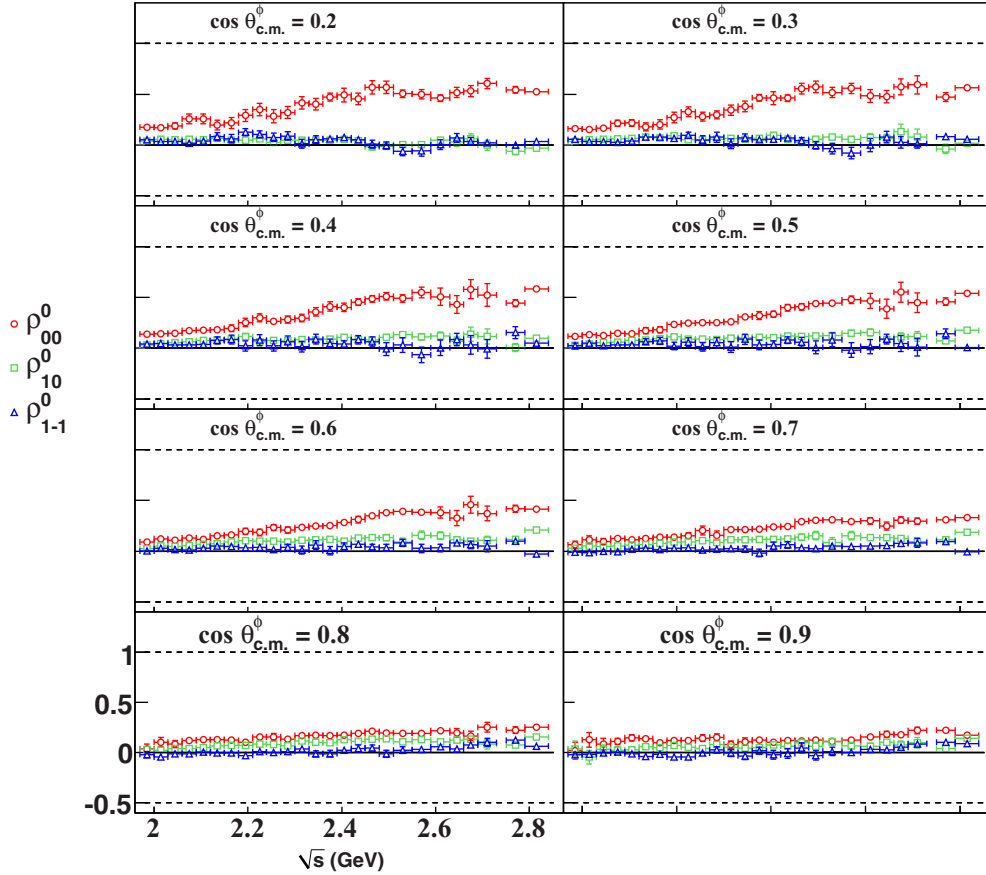 cos θ^ϕ_c.m. = 0.2
cos θ^ϕ_c.m. = 0.3
cos θ^ϕ_c.m. = 0.4
cos θ^ϕ_c.m. = 0.5
ρ^0_00
ρ^0_10
ρ^0_1-1
cos θ^ϕ_c.m. = 0.6
cos θ^ϕ_c.m. = 0.7
cos θ^ϕ_c.m. = 0.8
cos θ^ϕ_c.m. = 0.9
1
0.5
0
-0.5
2 2.2 2.4 2.6 2.8
√s (GeV)